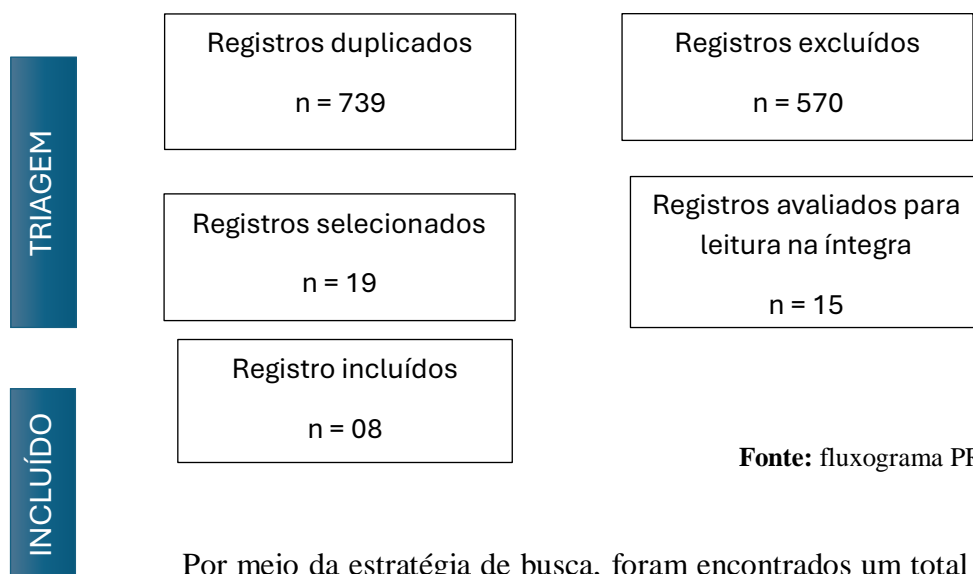 Registros duplicados
n = 739
Registros excluídos
n = 570
TRIAGEM
Registros selecionados
n = 19
Registros avaliados para
leitura na íntegra
n = 15
Registro incluídos
n = 08
INCLUÍDO
Fonte: fluxograma
Por meio da estratégia de busca, foram encontrados um total